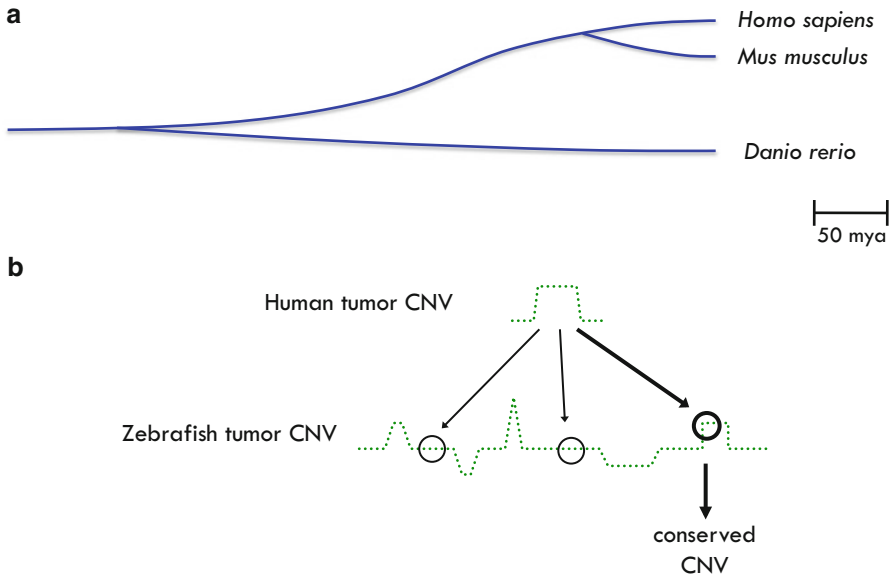 a
Homo sapiens
Mus musculus
Danio rerio
50 mya
b
Human tumor CNV
Zebrafish tumor CNV
conserved
CNV